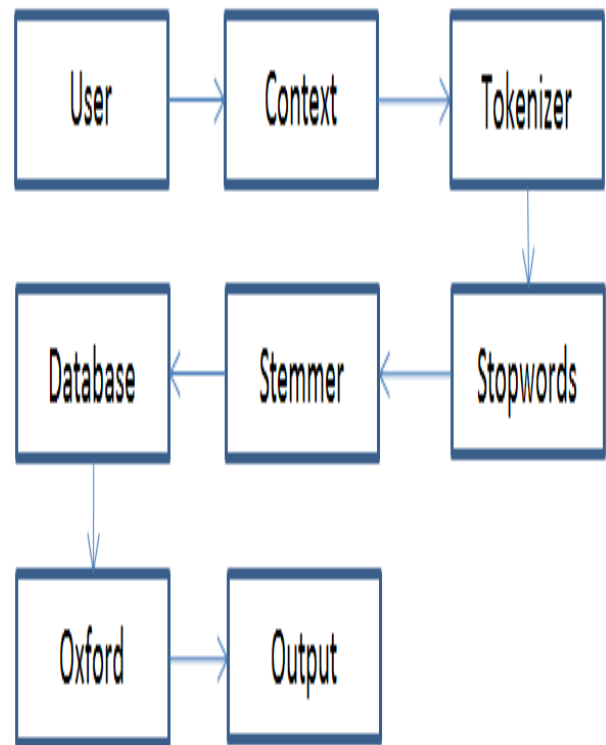 User
Context
Tokenizer
Stopwords
Stemmer
Database
Oxford
Output